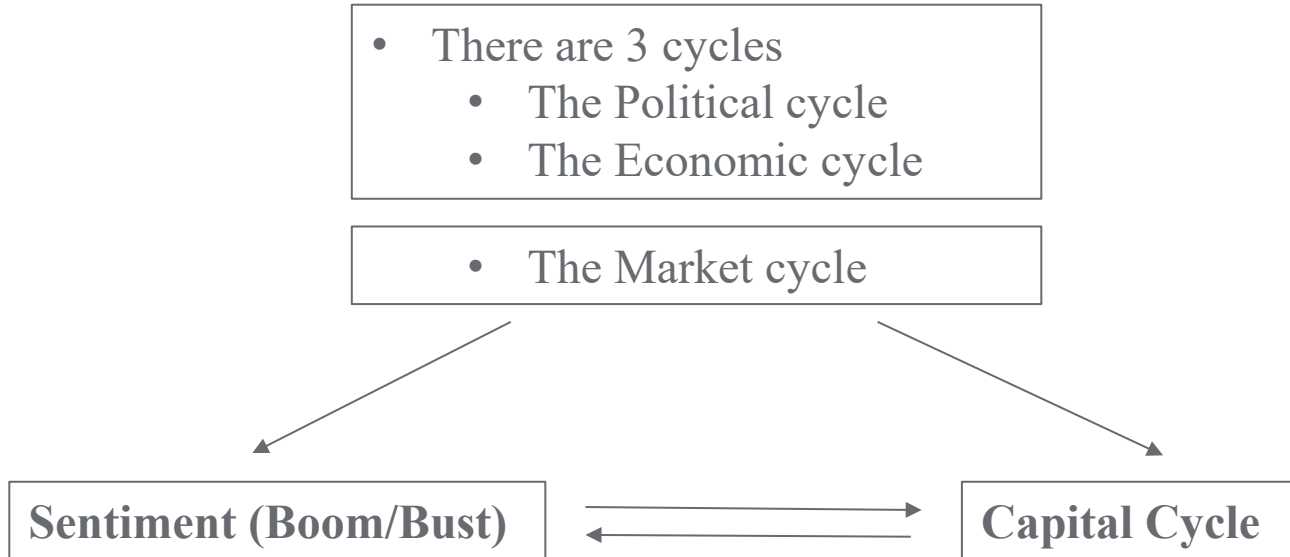 • There are 3 cycles
• The Political cycle
• The Economic cycle
• The Market cycle
Sentiment (Boom/Bust)
Capital Cycle